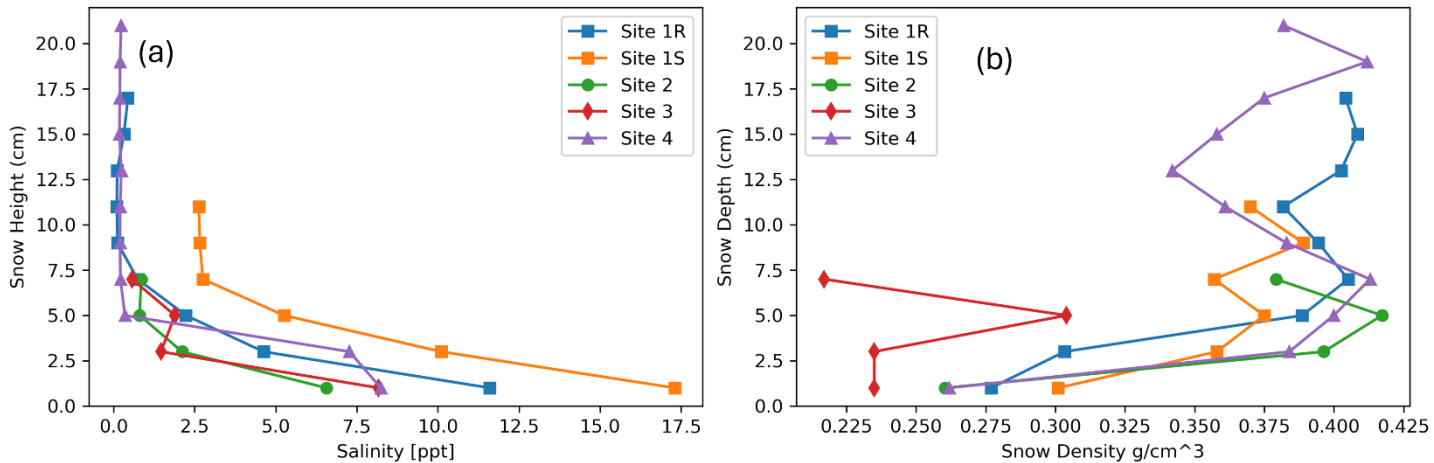 (a)
Site 1R
Site 1S
Site 2
Site 3
Site 4
Snow Height (cm)
20.0
17.5
15.0
12.5
10.0
7.5
5.0
2.5
0.0
0.0 2.5 5.0 7.5 10.0 12.5 15.0 17.5
Salinity [ppt]
(b)
Site 1R
Site 1S
Site 2
Site 3
Site 4
Snow Depth (cm)
20.0
17.5
15.0
12.5
10.0
7.5
5.0
2.5
0.0
0.225 0.250 0.275 0.300 0.325 0.350 0.375 0.400 0.425
Snow Density g/cm^3